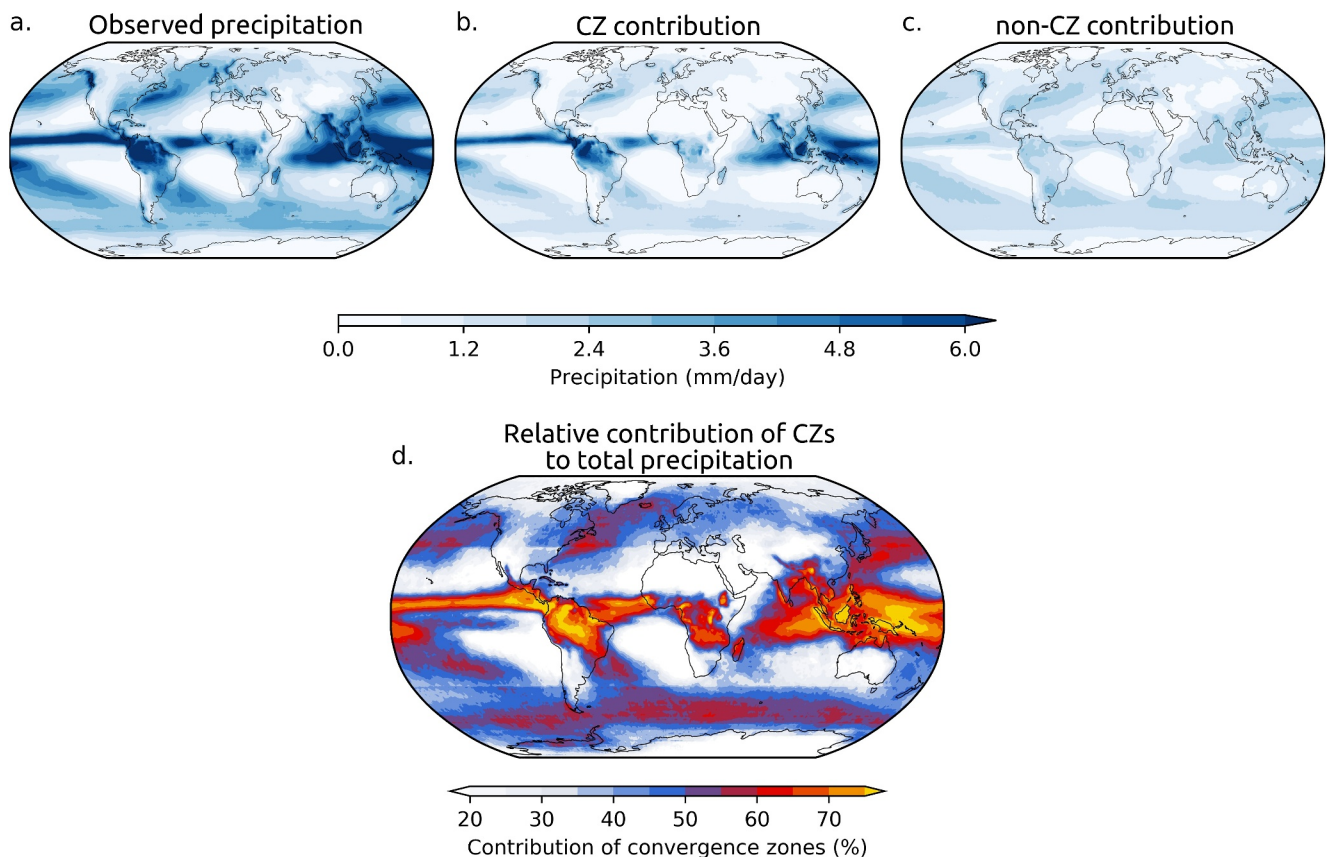 a.
Observed precipitation
b.
CZ contribution
c.
non-CZ contribution
0.0 1.2 2.4 3.6 4.8 6.0
Precipitation (mm/day)
d.
Relative contribution of CZs
to total precipitation
20 30 40 50 60 70
Contribution of convergence zones (%)